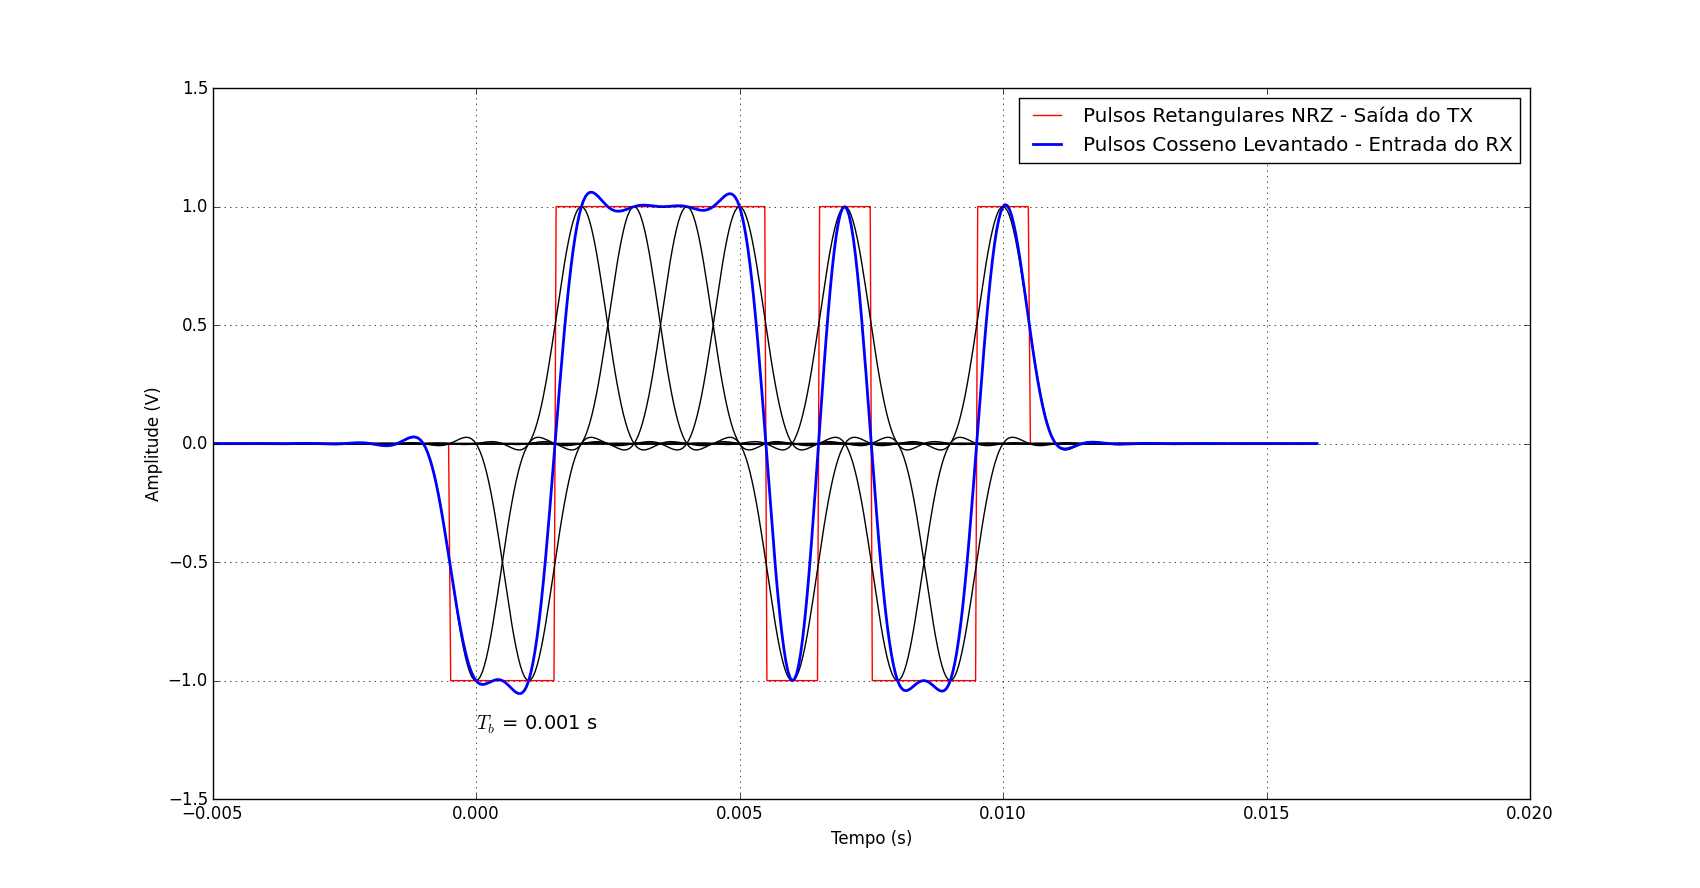 1.5
Pulsos Retangulares NRZ - Saída do TX
Pulsos Cosseno Levantado - Entrada do RX
1.0
0.5
Amplitude (V)
0.0
−0.5
−1.0
T_b = 0.001 s
−1.5
−0.005 0.000 0.005 0.010 0.015 0.020
Tempo (s)